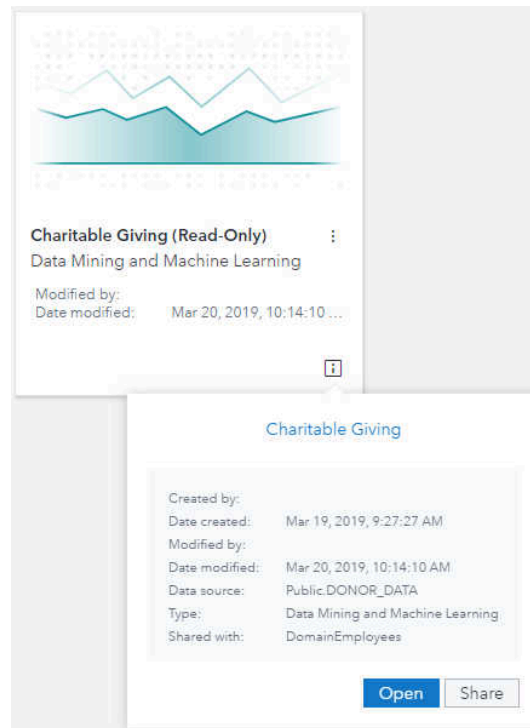 Charitable Giving (Read-Only)
Data Mining and Machine Learning
Modified by:
Date modified: Mar 20, 2019, 10:14:10 ...
Charitable Giving
Created by:
Date created: Mar 19, 2019, 9:27:27 AM
Modified by:
Date modified: Mar 20, 2019, 10:14:10 AM
Data source: Public.DONOR_DATA
Type: Data Mining and Machine Learning
Shared with: DomainEmployees
Open Share